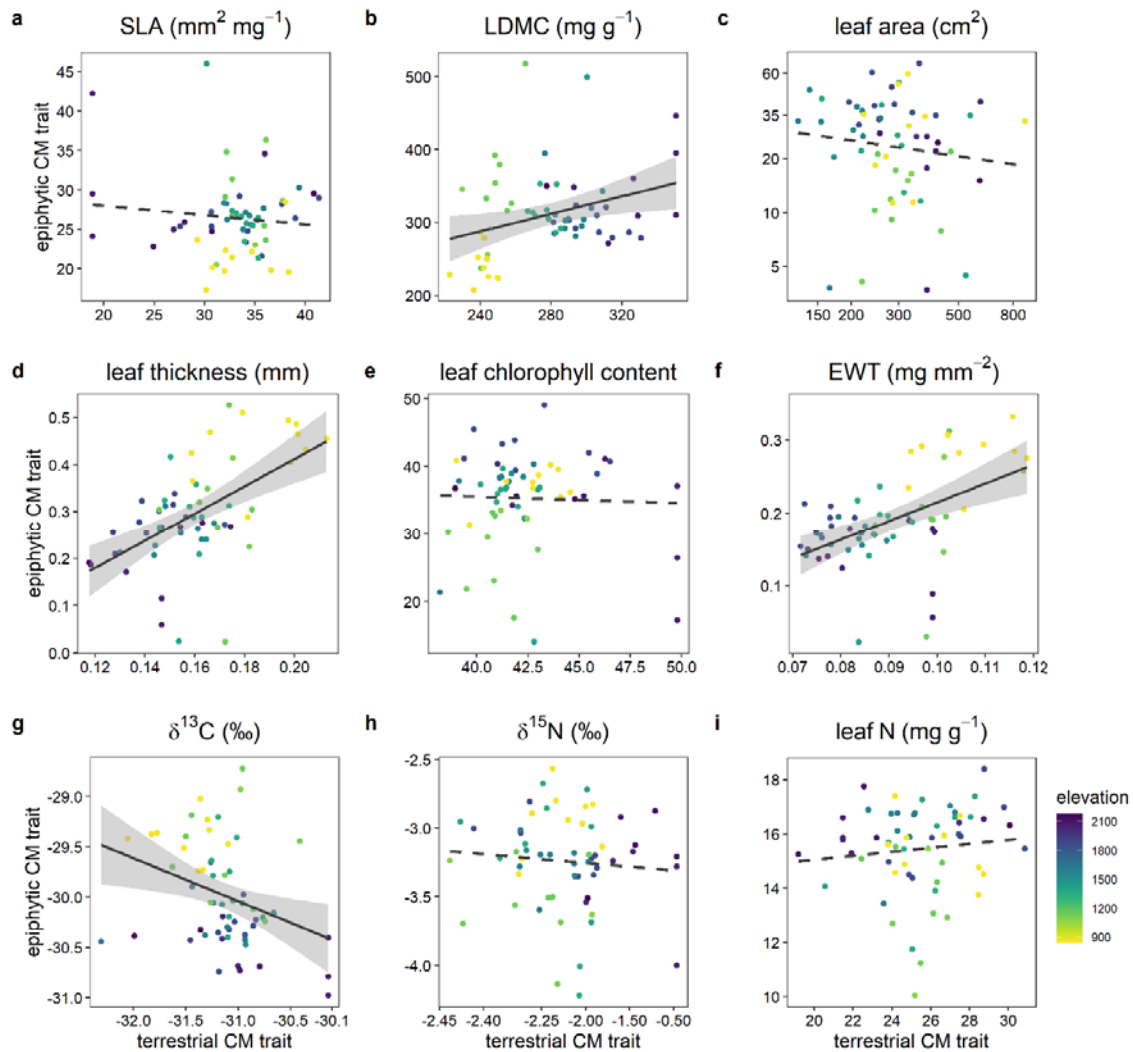 a SLA (mm² mg⁻¹) b LDMC (mg g⁻¹) c leaf area (cm²)
epiphytic CM trait
45
40
35
30
25
20
20 25 30 35 40
500
400
300
200
240 280 320
60
35
20
10
5
150 200 300 500 800
d leaf thickness (mm) e leaf chlorophyll content f EWT (mg mm⁻²)
epiphytic CM trait
0.5
0.4
0.3
0.2
0.1
0.0
0.12 0.14 0.16 0.18 0.20
50
40
30
20
40.0 42.5 45.0 47.5 50.0
0.3
0.2
0.1
0.07 0.08 0.09 0.10 0.11 0.12
g δ¹³C (‰) h δ¹⁵N (‰) i leaf N (mg g⁻¹)
epiphytic CM trait
-29.0
-29.5
-30.0
-30.5
-31.0
-32.0 -31.5 -31.0 -30.5 -30.1
terrestrial CM trait
-2.5
-3.0
-3.5
-4.0
-2.45 -2.40 -2.25 -2.00 -1.50 -0.50
terrestrial CM trait
18
16
14
12
10
20 22 24 26 28 30
terrestrial CM trait
elevation
2100
1800
1500
1200
900